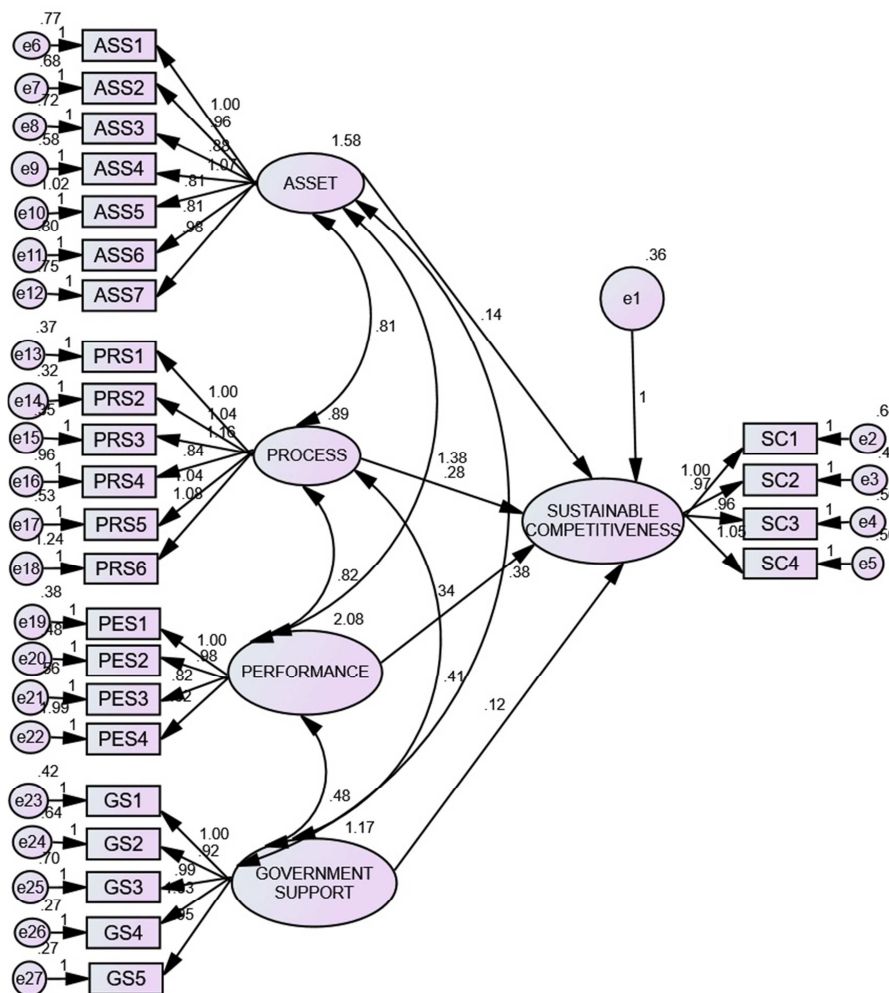 .77
e6
1
ASS1
.68
e7
1
ASS2
.72
e8
1
ASS3
.58
e9
1
ASS4
1.02
e10
1
ASS5
.80
e11
1
ASS6
.75
e12
1
ASS7
1.00
.96
.88
1.07
.81
.81
.98
1.58
ASSET
.37
e13
1
PRS1
.32
e14
1
PRS2
.35
e15
1
PRS3
.96
e16
1
PRS4
.53
e17
1
PRS5
1.24
e18
1
PRS6
1.00
1.04
1.16
.84
1.04
1.08
.89
PROCESS
.38
e19
1
PES1
.48
e20
1
PES2
.56
e21
1
PES3
1.99
e22
1
PES4
1.00
.98
.82
2.08
PERFORMANCE
.42
e23
1
GS1
.64
e24
1
GS2
.70
e25
1
GS3
.27
e26
1
GS4
.27
e27
1
GS5
1.00
.92
.99
.95
1.17
GOVERNMENT
SUPPORT
.81
1.38
.28
.82
.34
.41
.48
.14
.38
.12
.36
e1
1
SUSTAINABLE
COMPETITIVENESS
1.00
.97
.96
1.05
SC1
1
e2
SC2
1
e3
SC3
1
e4
SC4
1
e5